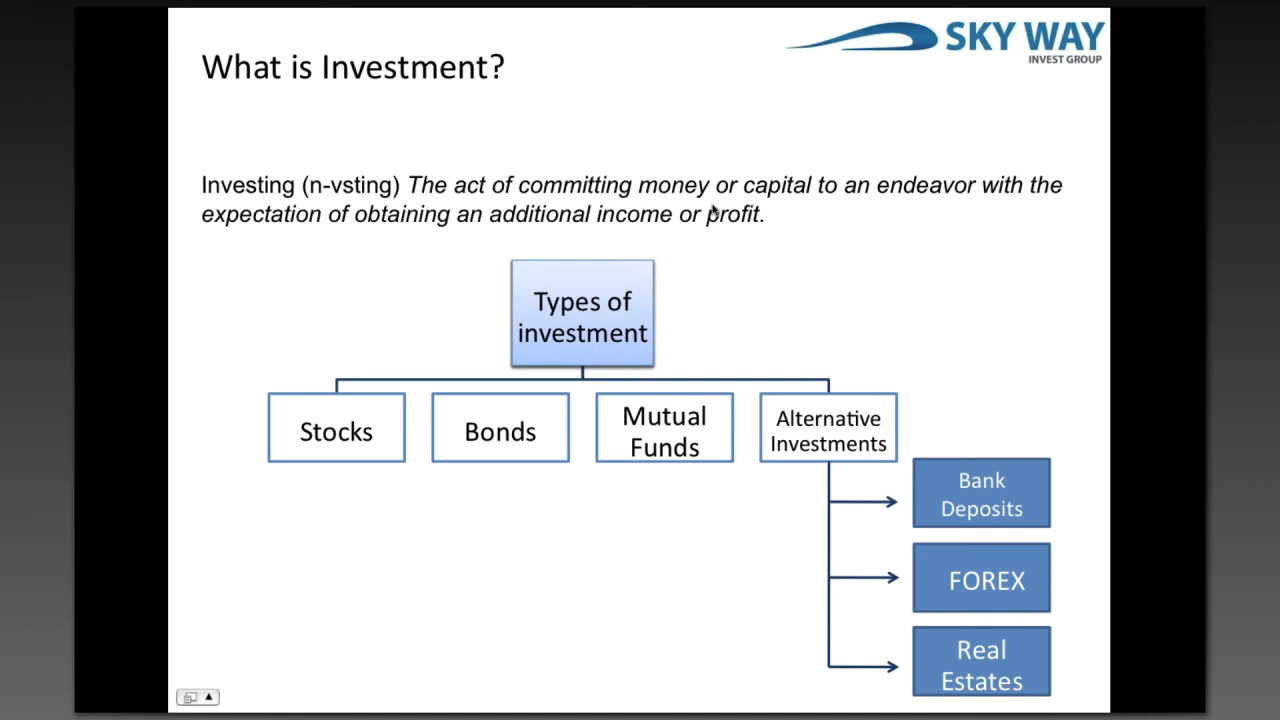 SKY WAY
INVEST GROUP
What is Investment?
Investing (n-vsting) The act of committing money or capital to an endeavor with the
expectation of obtaining an additional income or profit.
Types of
investment
Stocks
Bonds
Mutual
Funds
Alternative
Investments
Bank
Deposits
FOREX
Real
Estates